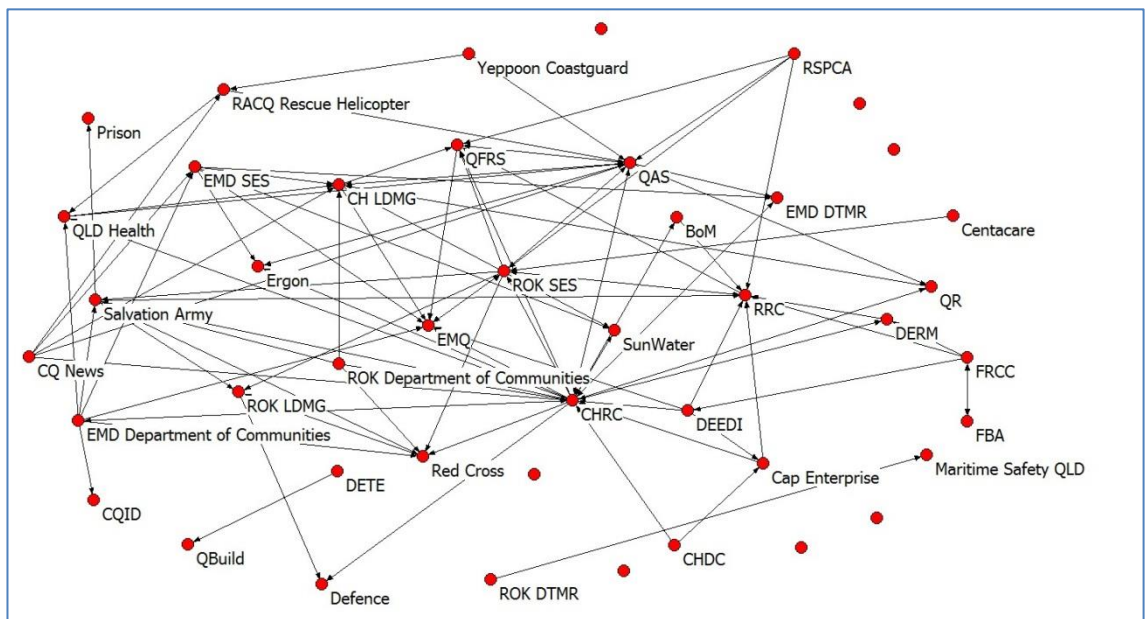 Yeppoon Coastguard
RSPCA
RACQ Rescue Helicopter
Prison
QFRS
QAS
EMD SES
CH LDMG
EMD DTMR
QLD Health
BoM
Centacare
Ergon
ROK SES
QR
Salvation Army
RRC
EMQ
SunWater
DERM
CQ News
ROK Department of Communities
FRCC
ROK LDMG
CHRC
DEEDI
EMD Department of Communities
FBA
Red Cross
Cap Enterprise
Maritime Safety QLD
DETE
CQID
QBuild
CHDC
Defence
ROK DTMR